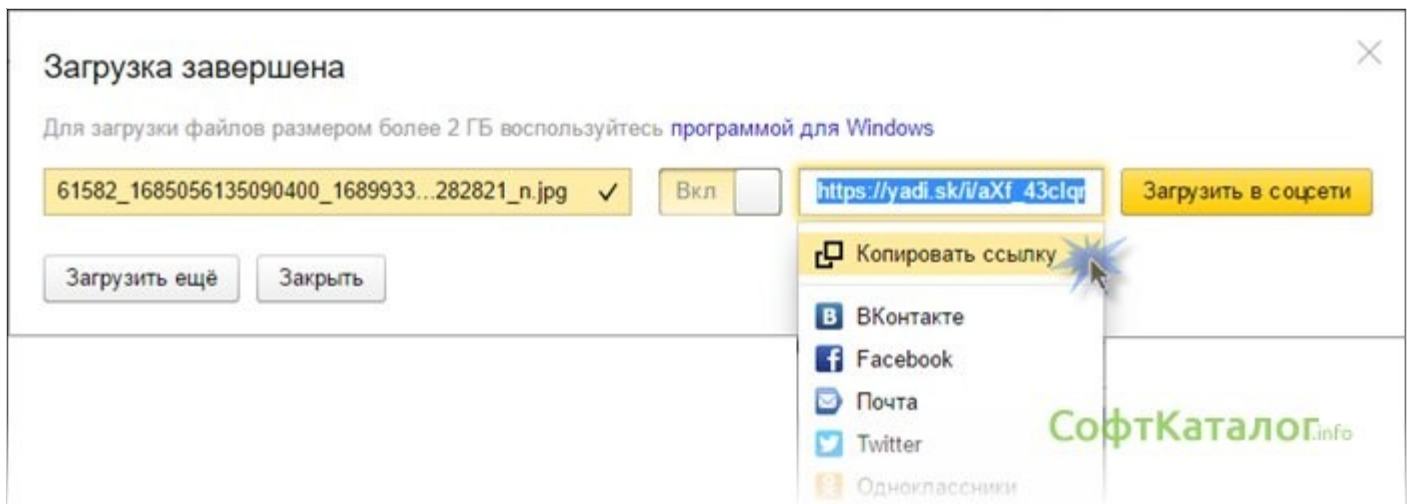 Загрузка завершена
Для загрузки файлов размером более 2 ГБ воспользуйтесь программой для Windows
61582_1685056135090400_1689933...282821_n.jpg Вкл https://yadi.sk/i/aXf_43clqr Загрузить в соцсети
Загрузить ещё Закрыть
Копировать ссылку
ВКонтакте
Facebook
Почта
Twitter
Одноклассники
СофтКаталог.info